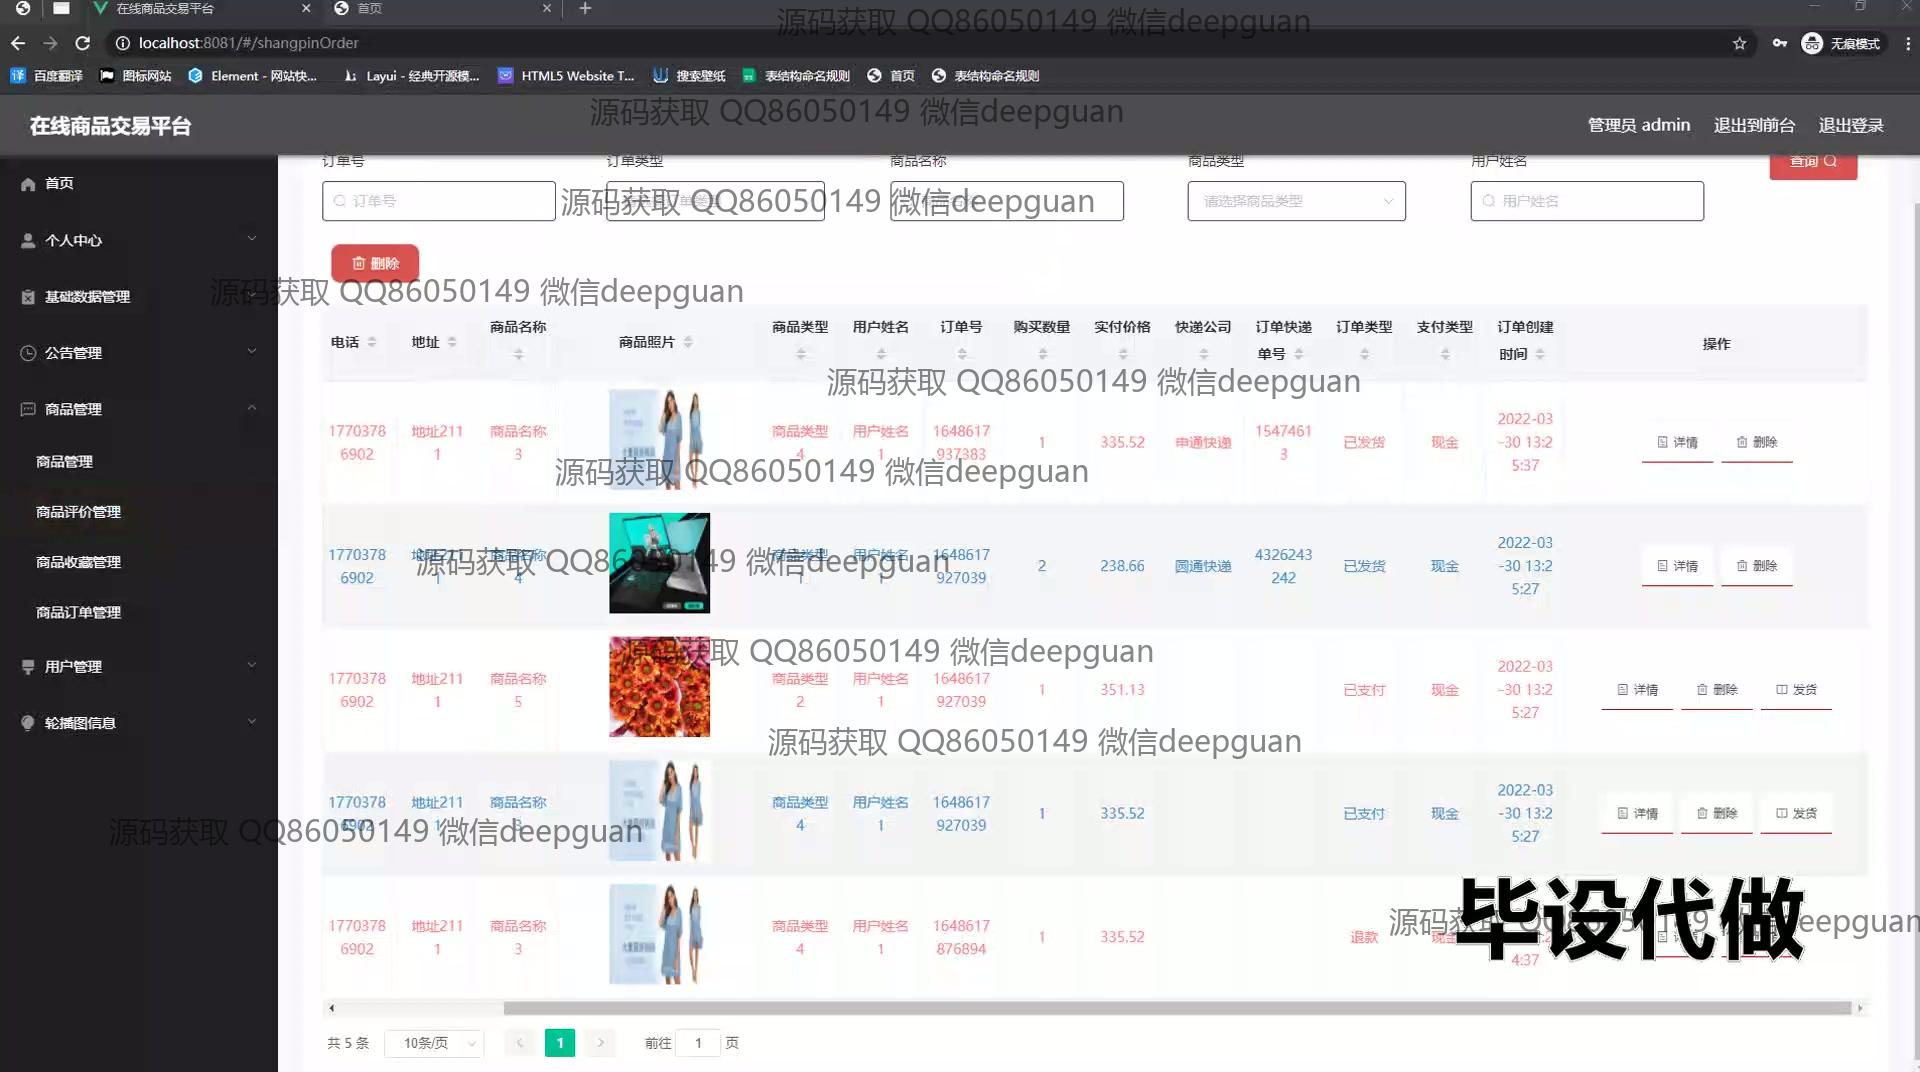 在线商品交易平台
首页
源码获取 QQ86050149 微信deepguan
localhost:8081/#/shangpinOrder
无痕模式
百度翻译
图标网站
Element - 网站快...
Layui - 经典开源模...
HTML5 Website T...
搜索壁纸
表结构命名规则
首页
表结构命名规则
源码获取 QQ86050149 微信deepguan
在线商品交易平台
管理员 admin
退出到前台
退出登录
首页
个人中心
基础数据管理
公告管理
商品管理
商品管理
商品评价管理
商品收藏管理
商品订单管理
用户管理
轮播图信息
订单号
订单类型
商品名称
商品类型
用户姓名
查询
订单号
源码获取 QQ86050149 微信deepguan
请选择商品类型
用户姓名
删除
源码获取 QQ86050149 微信deepguan
电话 地址 商品名称 商品照片 商品类型 用户姓名 订单号 购买数量 实付价格 快递公司 订单快递单号 订单类型 支付类型 订单创建时间 操作
源码获取 QQ86050149 微信deepguan
17703786902 地址2111 商品名称3 商品类型4 用户姓名1 1648617937383 1 335.52 申通快递 15474613 已发货 现金 2022-03-30 13:25:37 详情 删除
源码获取 QQ86050149 微信deepguan
17703786902 地址2111 商品名称4 商品类型1 用户姓名1 1648617927039 2 238.66 圆通快递 4326243242 已发货 现金 2022-03-30 13:25:27 详情 删除
源码获取 QQ86050149 微信deepguan
源码获取 QQ86050149 微信deepguan
17703786902 地址2111 商品名称5 商品类型2 用户姓名1 1648617927039 1 351.13 已支付 现金 2022-03-30 13:25:27 详情 删除 发货
源码获取 QQ86050149 微信deepguan
17703786902 地址2111 商品名称3 商品类型4 用户姓名1 1648617927039 1 335.52 已支付 现金 2022-03-30 13:25:27 详情 删除 发货
源码获取 QQ86050149 微信deepguan
17703786902 地址2111 商品名称3 商品类型4 用户姓名1 1648617876894 1 335.52 退款 现金 4:37
源码获取 QQ86050149 微信deepguan
毕设代做
共 5 条
10条/页
1
前往 1 页